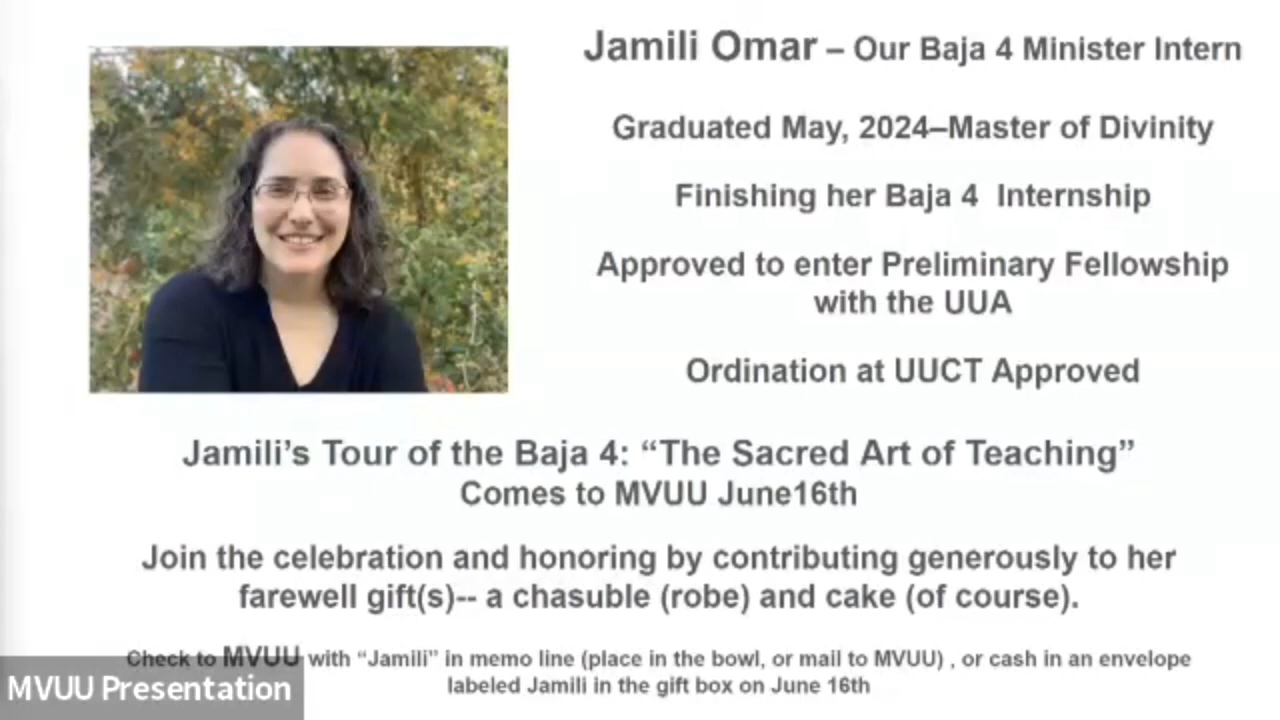 Jamili Omar – Our Baja 4 Minister Intern
Graduated May, 2024–Master of Divinity
Finishing her Baja 4 Internship
Approved to enter Preliminary Fellowship
with the UUA
Ordination at UUCT Approved
Jamili’s Tour of the Baja 4: “The Sacred Art of Teaching”
Comes to MVUU June16th
Join the celebration and honoring by contributing generously to her
farewell gift(s)-- a chasuble (robe) and cake (of course).
Check to MVUU with “Jamili” in memo line (place in the bowl, or mail to MVUU) , or cash in an envelope
labeled Jamili in the gift box on June 16th
MVUU Presentation